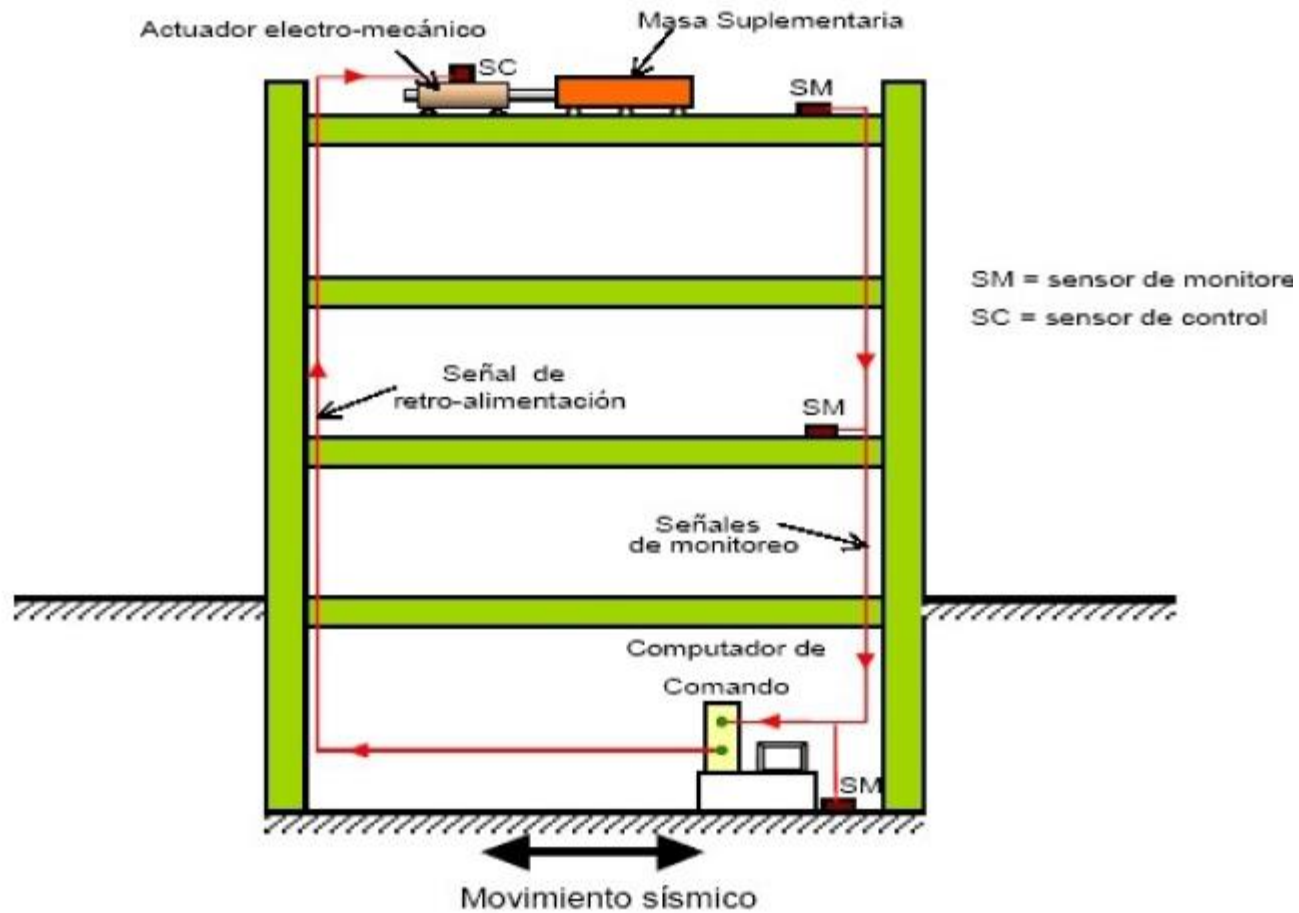 Actuador electro-mecánico
Masa Suplementaria
SC
SM
SM = sensor de monitore
SC = sensor de control
Señal de
retro-alimentación
SM
Señales
de monitoreo
Computador de
Comando
SM
Movimiento sísmico